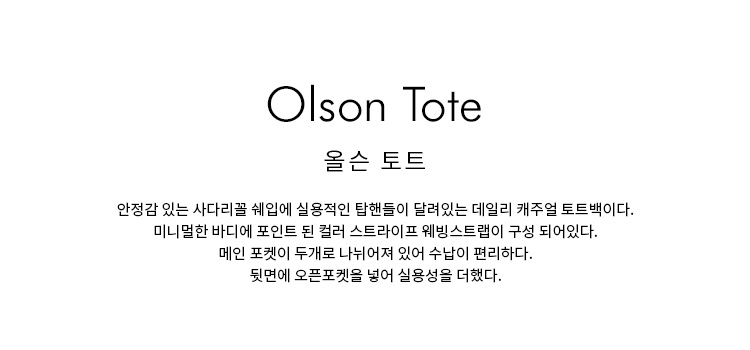 Olson Tote
올슨 토트
안정감 있는 사다리꼴 쉐입에 실용적인 탑핸들이 달려있는 데일리 캐주얼 토트백이다.
미니멀한 바디에 포인트 된 컬러 스트라이프 웨빙스트랩이 구성 되어있다.
메인 포켓이 두개로 나뉘어져 있어 수납이 편리하다.
뒷면에 오픈포켓을 넣어 실용성을 더했다.